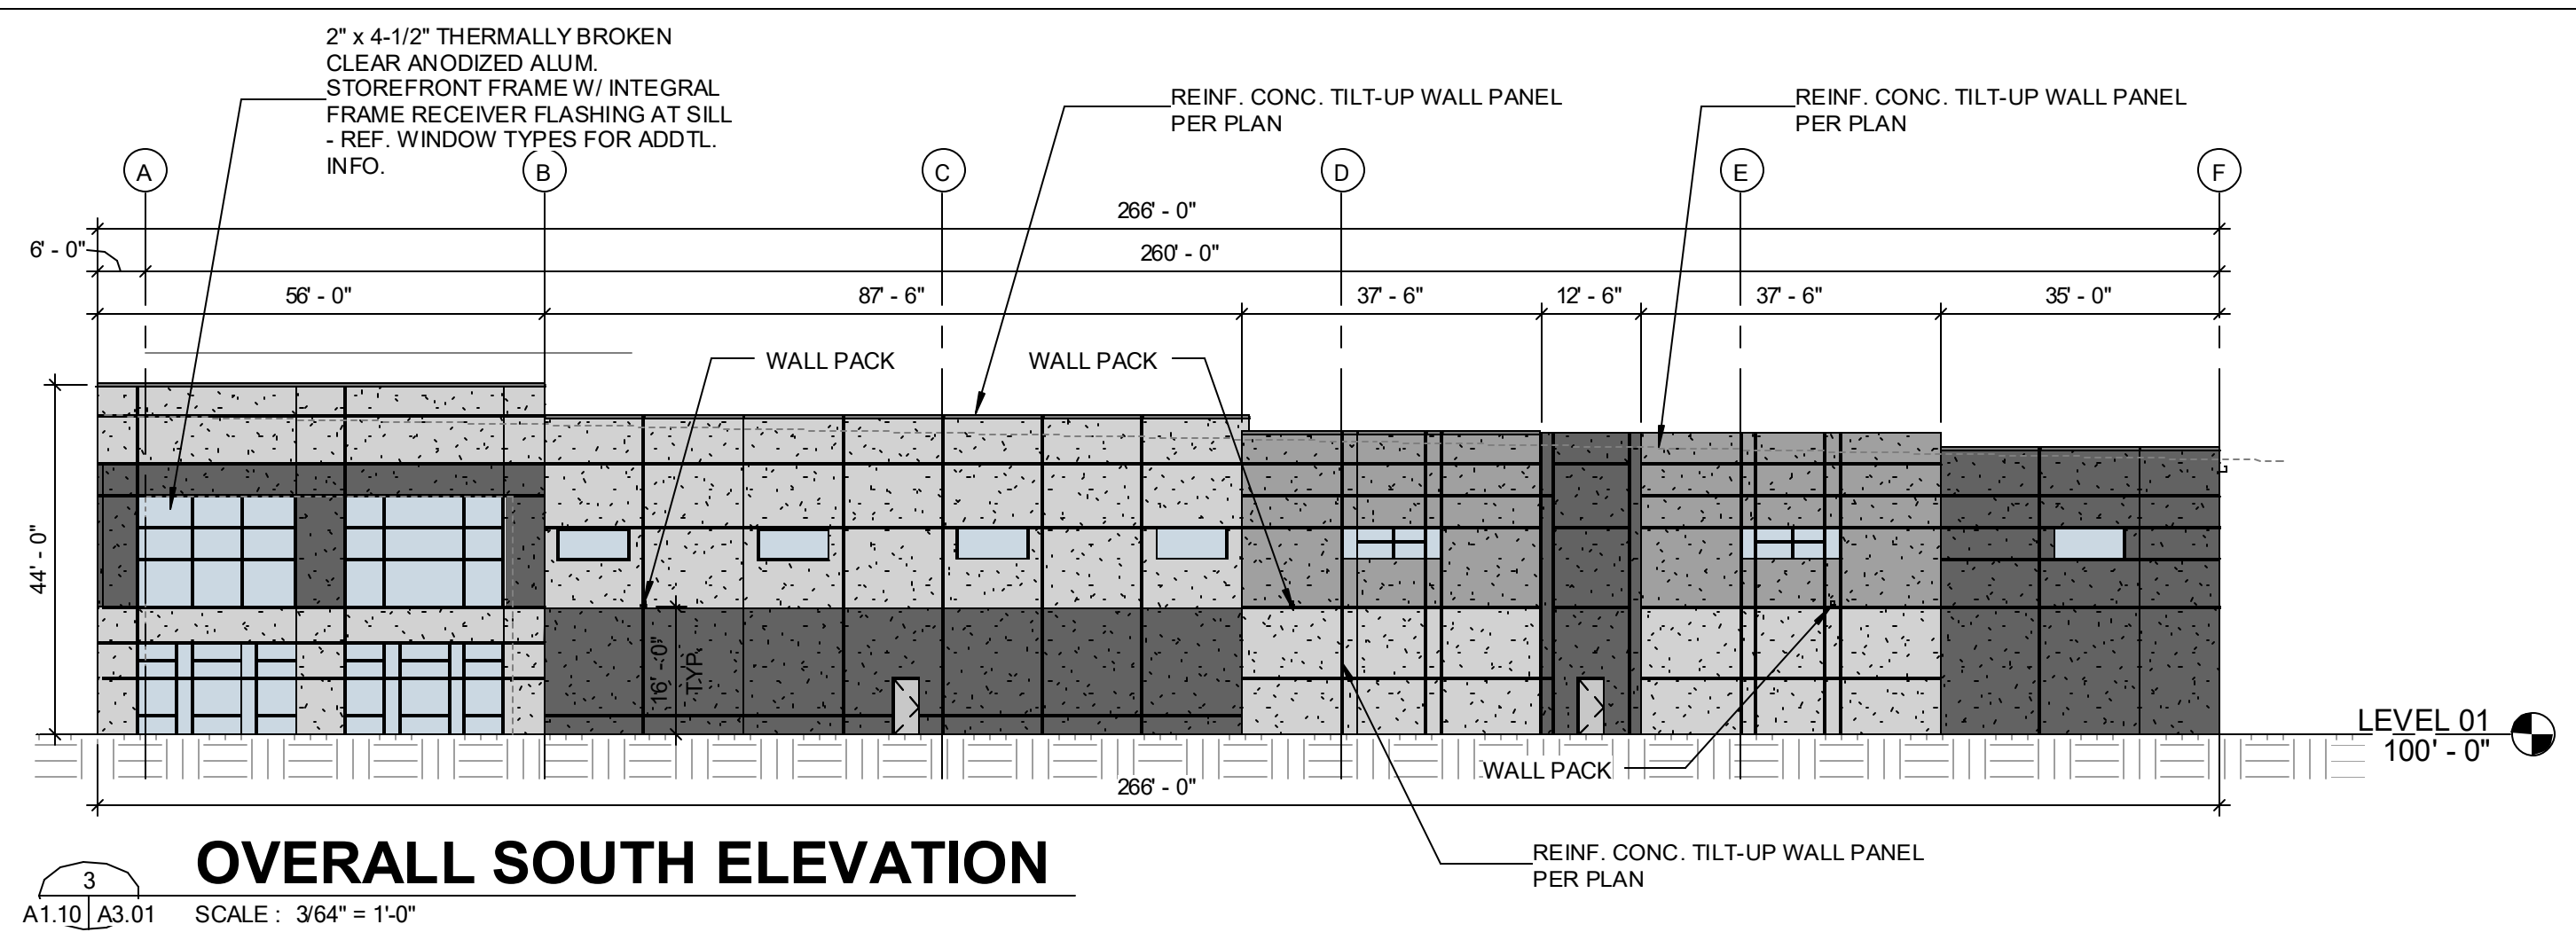 2" x 4-1/2" THERMALLY BROKEN
CLEAR ANODIZED ALUM.
STOREFRONT FRAME W/ INTEGRAL
FRAME RECEIVER FLASHING AT SILL
- REF. WINDOW TYPES FOR ADDTL.
INFO.
REINF. CONC. TILT-UP WALL PANEL
PER PLAN
REINF. CONC. TILT-UP WALL PANEL
PER PLAN
A
B
C
D
E
F
266' - 0"
6' - 0"
260' - 0"
56' - 0"
87' - 6"
37' - 6"
12' - 6"
37' - 6"
35' - 0"
WALL PACK
WALL PACK
44' - 0"
16' - 0"
TYP.
LEVEL 01
100' - 0"
WALL PACK
266' - 0"
REINF. CONC. TILT-UP WALL PANEL
PER PLAN
OVERALL SOUTH ELEVATION
3
A1.10 A3.01
SCALE : 3/64" = 1'-0"